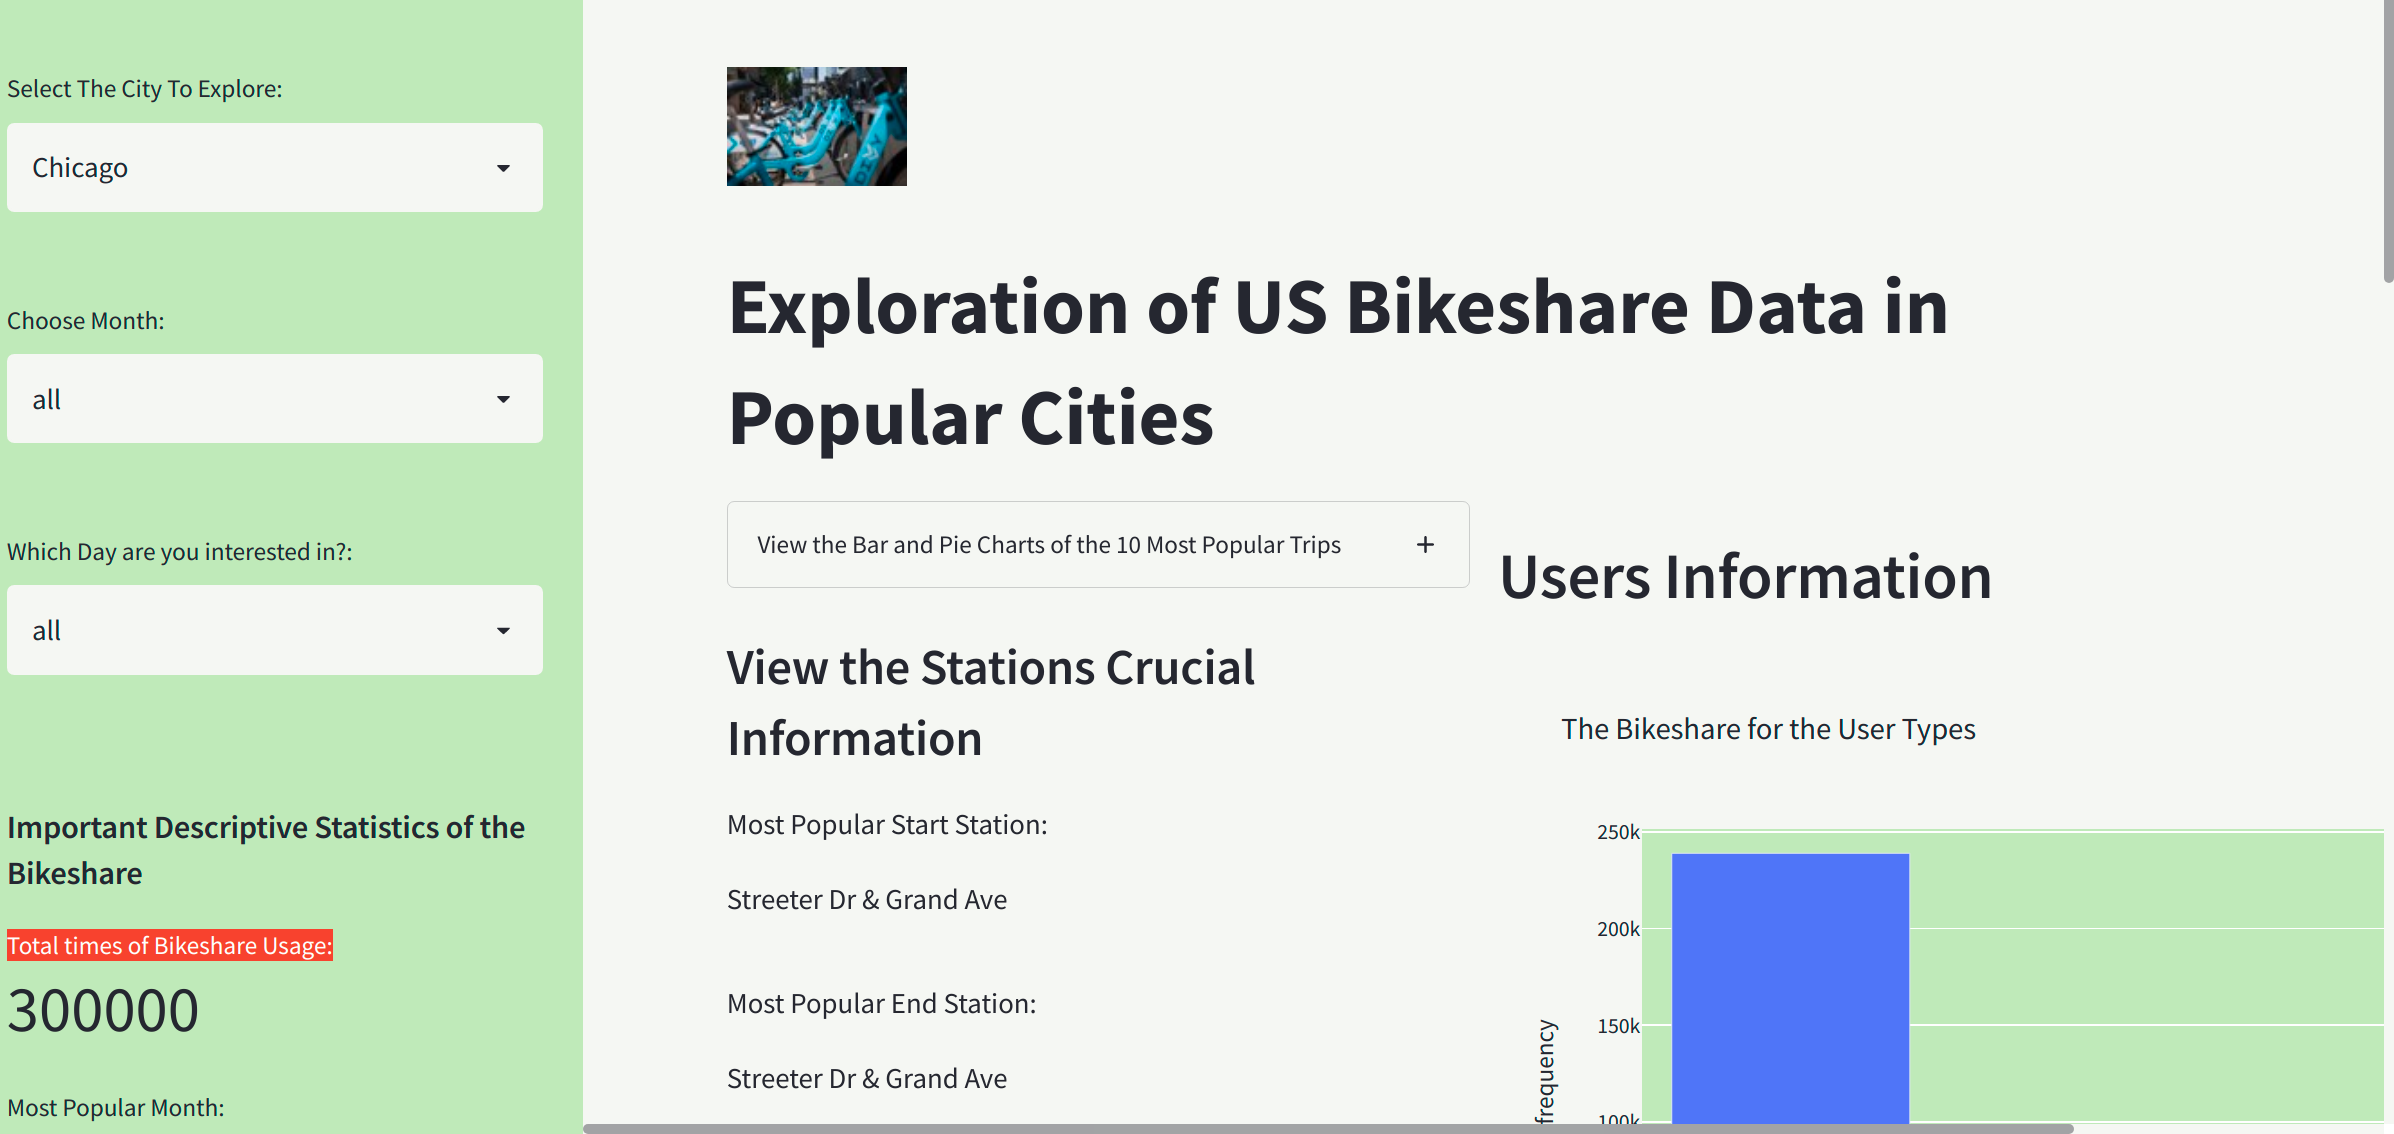 Select The City To Explore:
Chicago
Choose Month:
all
Which Day are you interested in?:
all
Important Descriptive Statistics of the
Bikeshare
Total times of Bikeshare Usage:
300000
Most Popular Month:
Exploration of US Bikeshare Data in
Popular Cities
View the Bar and Pie Charts of the 10 Most Popular Trips
View the Stations Crucial
Information
Most Popular Start Station:
Streeter Dr & Grand Ave
Most Popular End Station:
Streeter Dr & Grand Ave
Users Information
The Bikeshare for the User Types
250k
200k
150k
100k
frequency